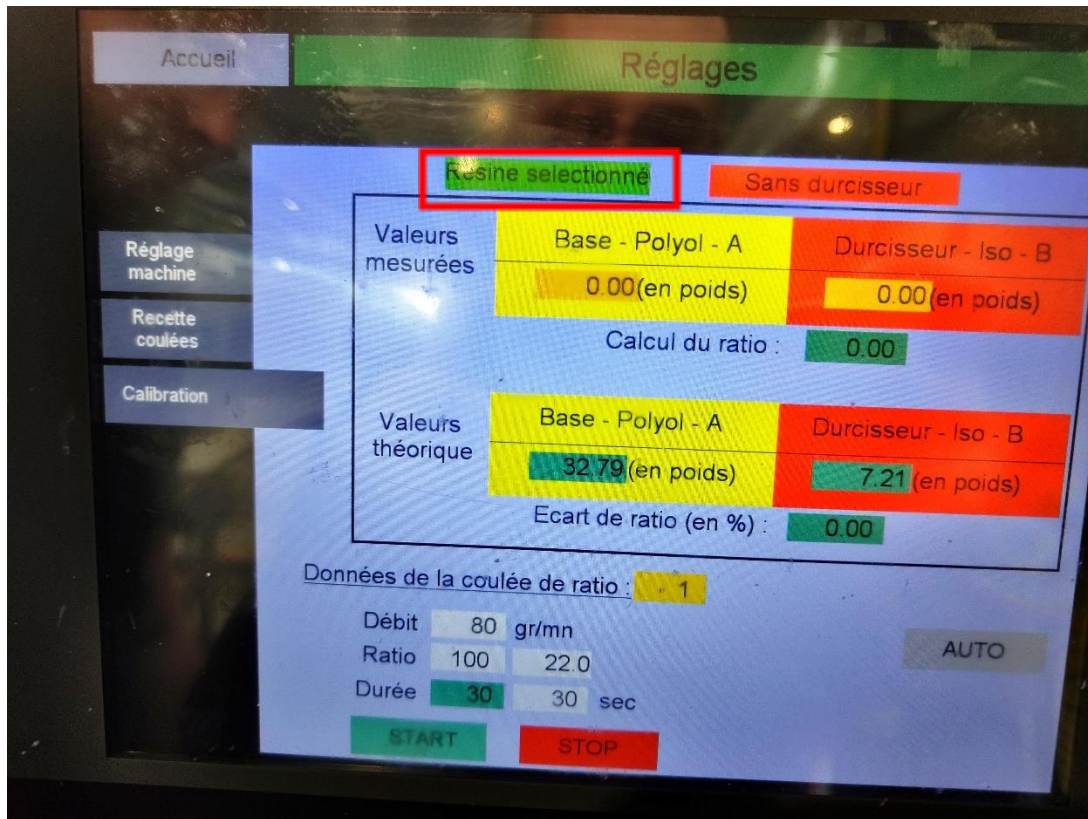 Accueil
Réglages
Résine selectionné
Sans durcisseur
Réglage
machine
Recette
coulées
Calibration
Valeurs
mesurées
Base - Polyol - A
Durcisseur - Iso - B
0.00 (en poids)
0.00 (en poids)
Calcul du ratio : 0.00
Valeurs
théorique
Base - Polyol - A
Durcisseur - Iso - B
32.79 (en poids)
7.21 (en poids)
Ecart de ratio (en %) : 0.00
Données de la coulée de ratio : 1
Débit 80 gr/mn
Ratio 100 22.0
Durée 30 30 sec
AUTO
START
STOP